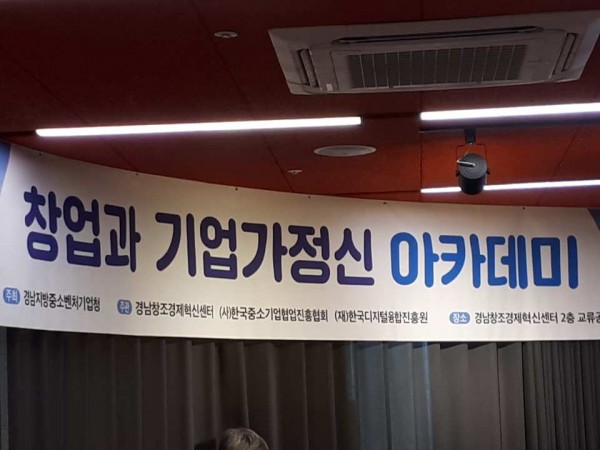 창업과 기업가정신 아카데미
주최 경남지방중소벤처기업청 주관 경남창조경제혁신센터 (사)한국중소기업협업진흥협회 (재)한국디지털융합진흥원 장소 경남창조경제혁신센터 2층 교류공